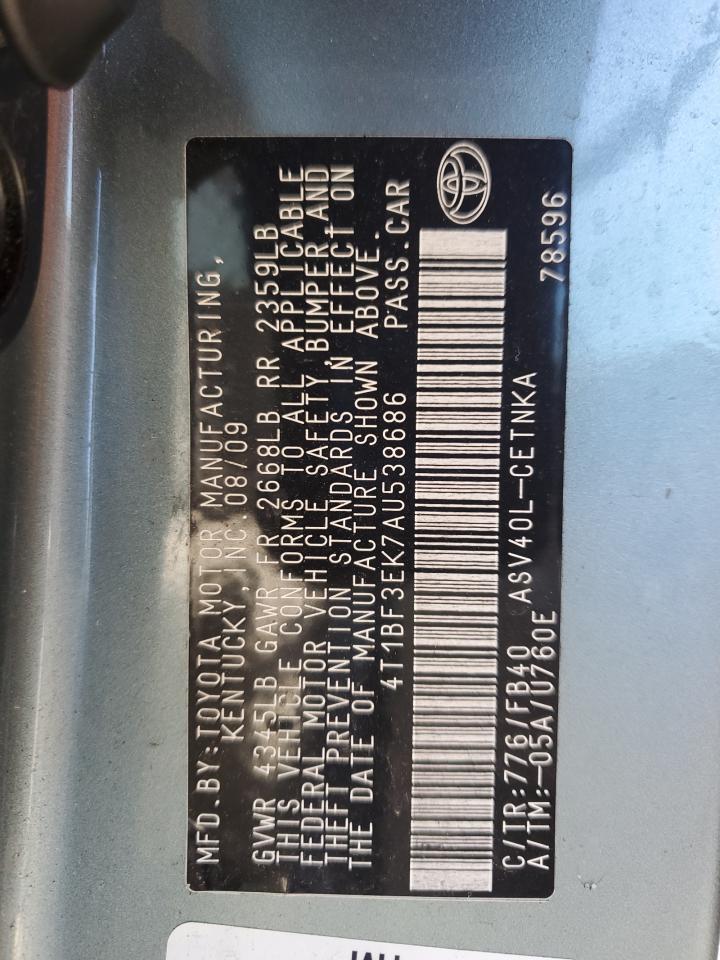 MFD.BY:TOYOTA MOTOR MANUFACTURING,
KENTUCKY, INC. 08/09
GVWR 4345LB GAWR FR 2668LB RR 2359LB
THIS VEHICLE CONFORMS TO ALL APPLICABLE
FEDERAL MOTOR VEHICLE SAFETY,BUMPER,AND
THEFT PREVENTION STANDARDS IN EFFECT ON
THE DATE OF MANUFACTURE SHOWN ABOVE.
4T1BF3EK7AU538686 PASS.CAR
C/TR:776/FB40 ASV40L-CETNKA
A/TM:-05A/U760E 78596